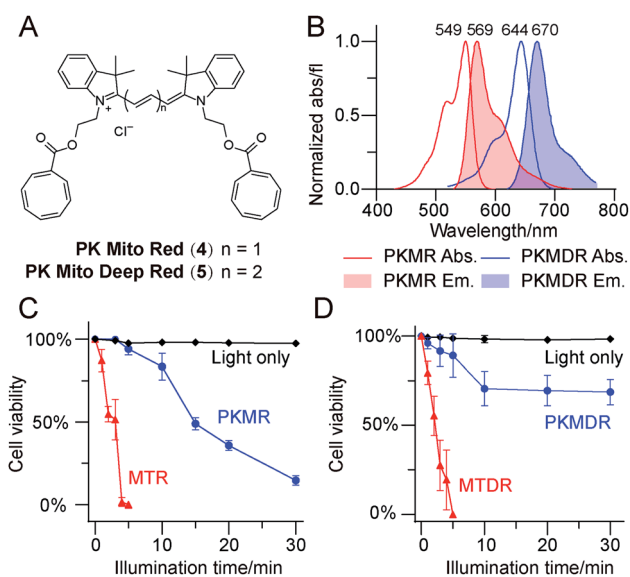 A
N
+
n
N
O
O
Cl⁻
O
O
PK Mito Red (4) n = 1
PK Mito Deep Red (5) n = 2
B
549 569 644 670
Normalized abs/fl
1.0
0.5
0.0
400 500 600 700 800
Wavelength/nm
PKMR Abs. PKMDR Abs.
PKMR Em. PKMDR Em.
C
Cell viability
100%
50%
0%
Light only
PKMR
MTR
0 10 20 30
Illumination time/min
D
Cell viability
100%
50%
0%
Light only
PKMDR
MTDR
0 10 20 30
Illumination time/min